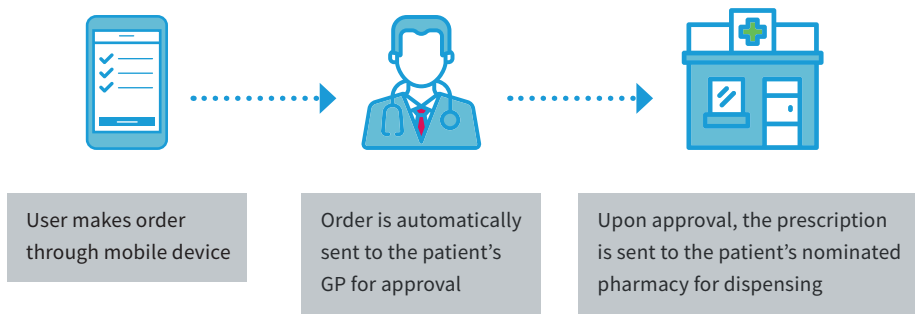 User makes order
through mobile device
Order is automatically
sent to the patient’s
GP for approval
Upon approval, the prescription
is sent to the patient’s nominated
pharmacy for dispensing